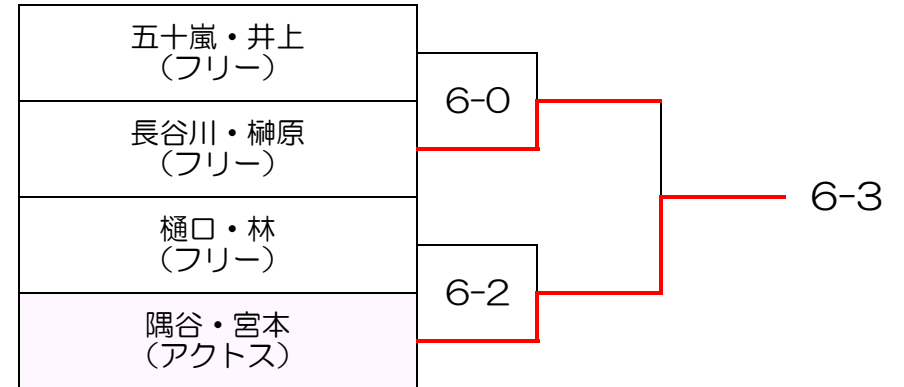 五十嵐・井上
（フリー）
6-0
長谷川・榊原
（フリー）
6-3
樋口・林
（フリー）
6-2
隅谷・宮本
（アクトス）